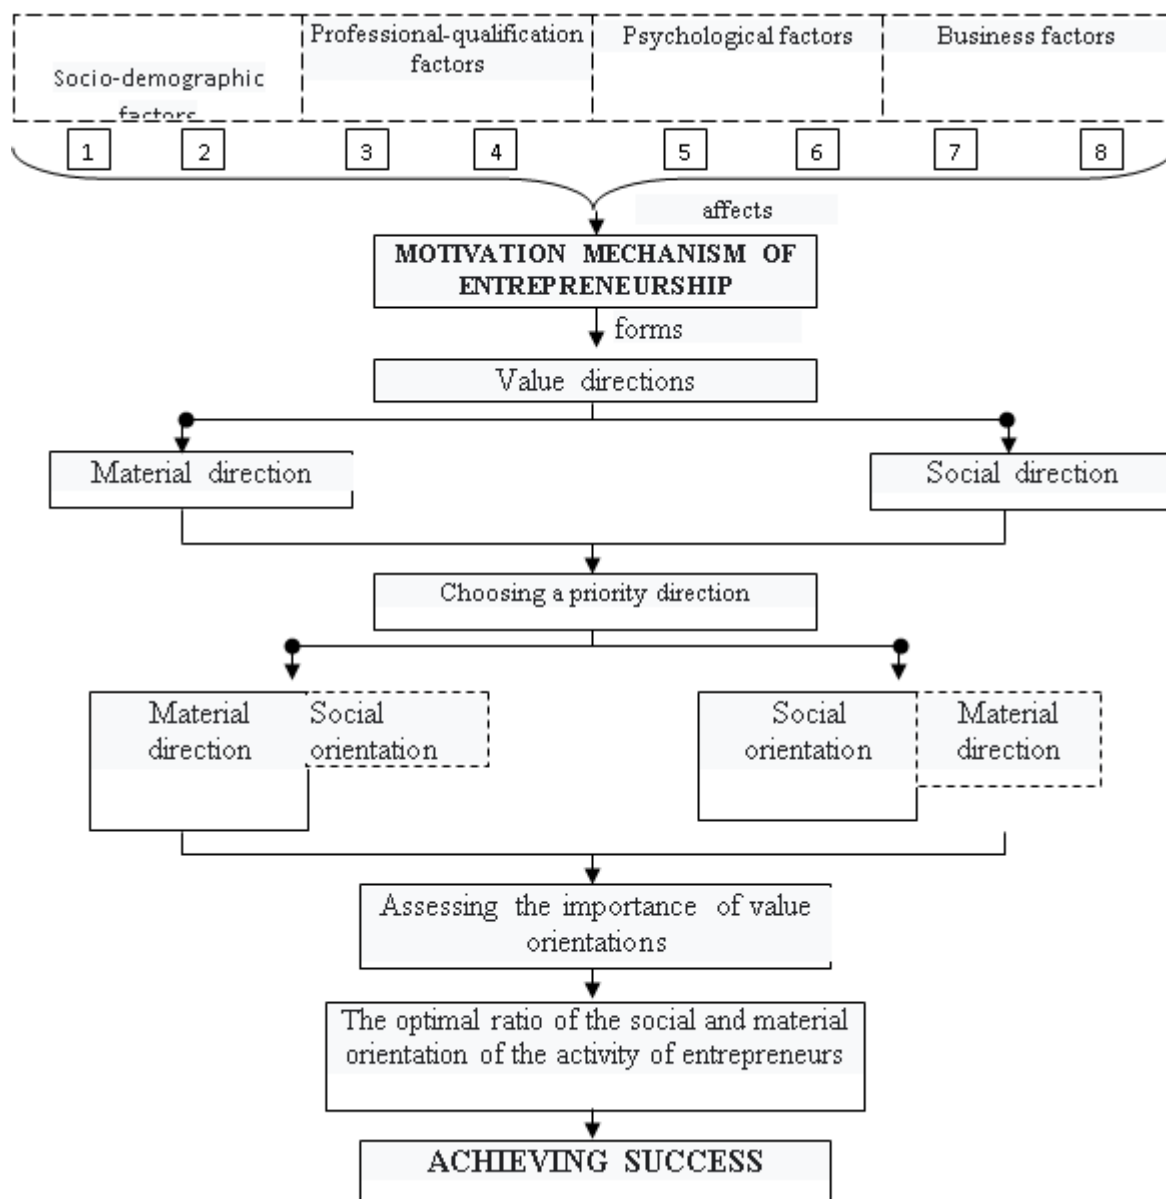 Professional-qualification
factors
Psychological factors
Business factors
Socio-demographic
factors
1 2 3 4 5 6 7 8
affects
MOTIVATION MECHANISM OF
ENTREPRENEURSHIP
forms
Value directions
Material direction
Social direction
Choosing a priority direction
Material
direction
Social
orientation
Social
orientation
Material
direction
Assessing the importance of value
orientations
The optimal ratio of the social and material
orientation of the activity of entrepreneurs
ACHIEVING SUCCESS